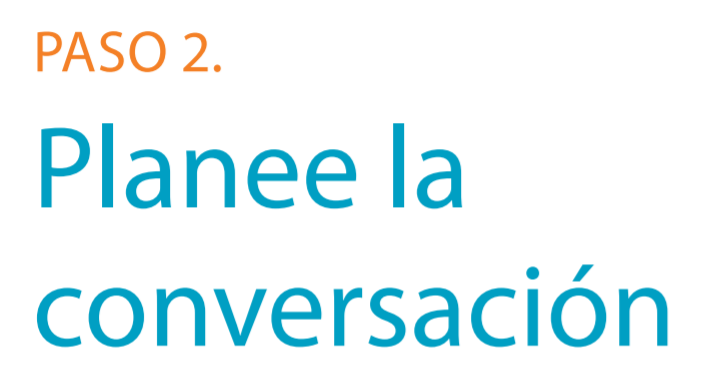 PASO 2.
Planee la
conversación